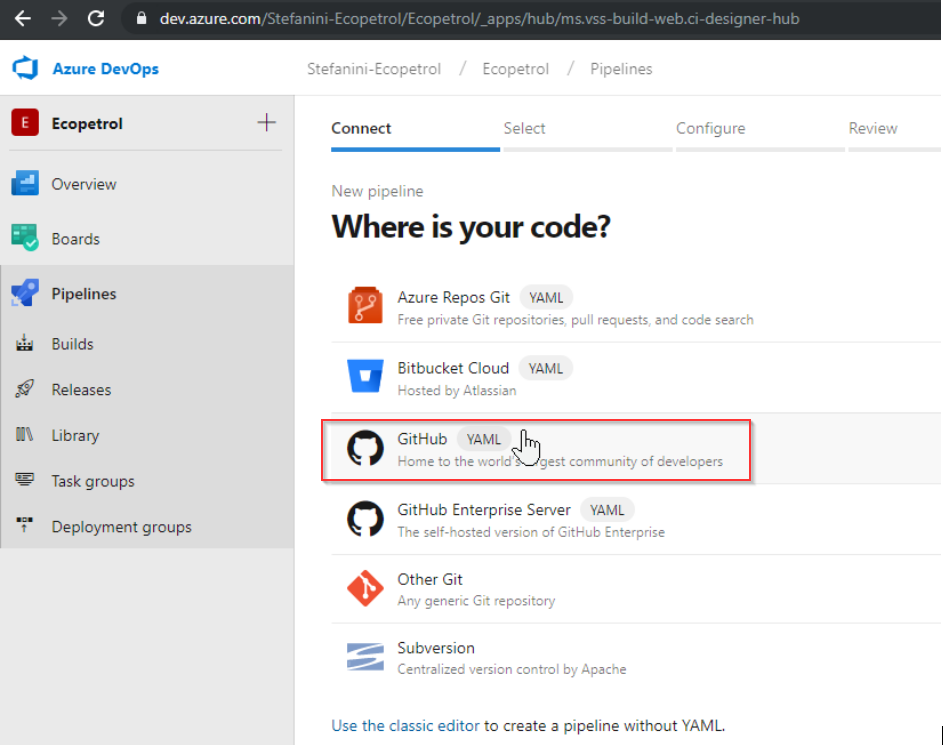 dev.azure.com/Stefanini-Ecopetrol/Ecopetrol/_apps/hub/ms.vss-build-web.ci-designer-hub
Azure DevOps
Stefanini-Ecopetrol / Ecopetrol / Pipelines
E Ecopetrol
Overview
Boards
Pipelines
Builds
Releases
Library
Task groups
Deployment groups
Connect Select Configure Review
New pipeline
Where is your code?
Azure Repos Git YAML
Free private Git repositories, pull requests, and code search
Bitbucket Cloud YAML
Hosted by Atlassian
GitHub YAML
Home to the world's largest community of developers
GitHub Enterprise Server YAML
The self-hosted version of GitHub Enterprise
Other Git
Any generic Git repository
Subversion
Centralized version control by Apache
Use the classic editor to create a pipeline without YAML.